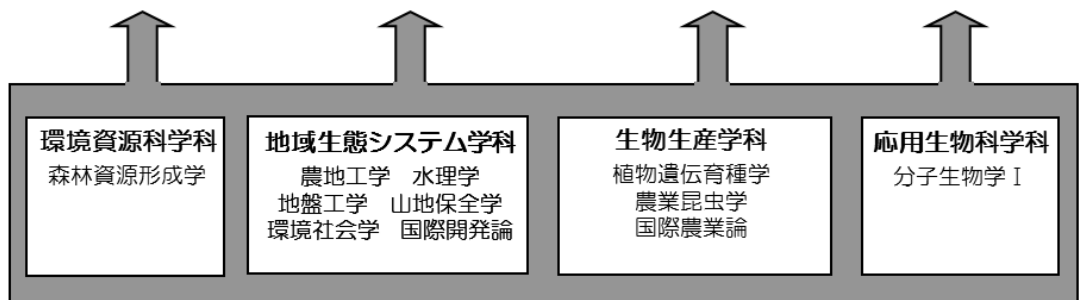 環境資源科学科
森林資源形成学
地域生態システム学科
農地工学　水理学
地盤工学　山地保全学
環境社会学　国際開発論
生物生産学科
植物遺伝育種学
農業昆虫学
国際農業論
応用生物科学科
分子生物学Ⅰ